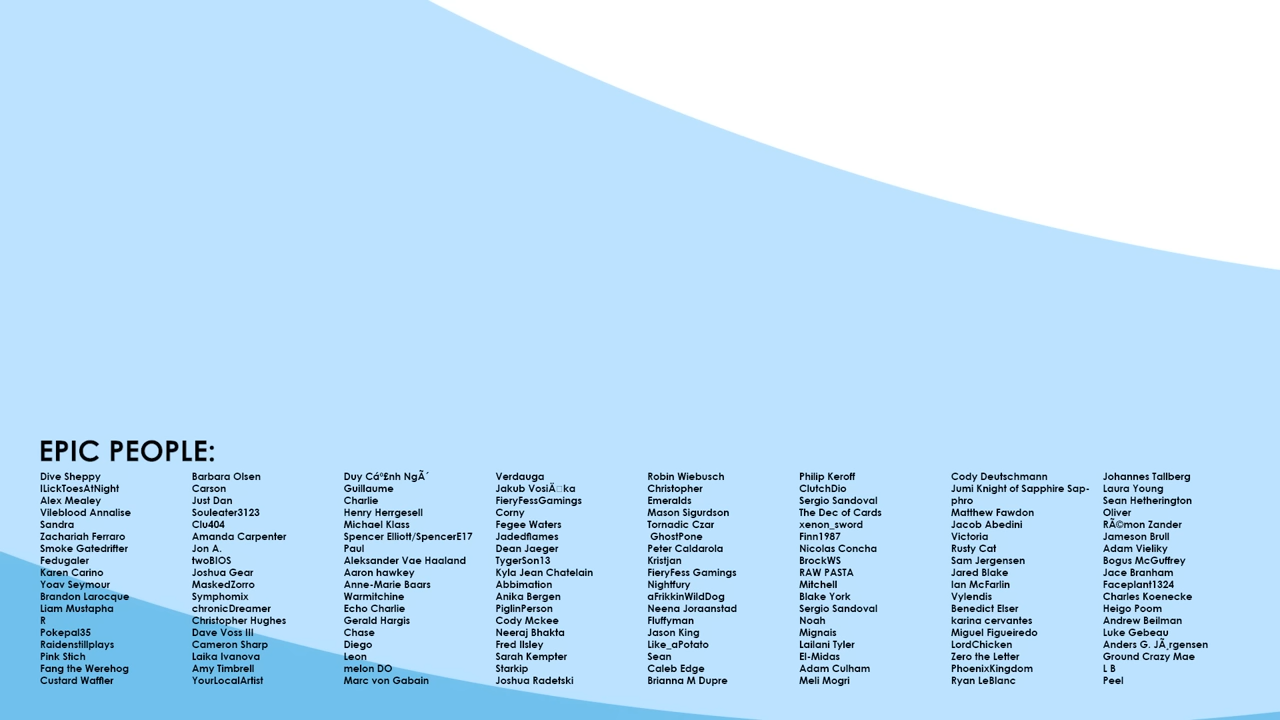 EPIC PEOPLE:
Dive Sheppy
ILickToesAtNight
Alex Mealey
Vileblood Annalise
Sandra
Zachariah Ferraro
Smoke Gatedrifter
Fedugaler
Karen Carino
Yoav Seymour
Brandon Larocque
Liam Mustapha
R
Pokepal35
Raidenstillplays
Pink Stich
Fang the Werehog
Custard Waffler
Barbara Olsen
Carson
Just Dan
Souleater3123
Clu404
Amanda Carpenter
Jon A.
twoBIOS
Joshua Gear
MaskedZorro
Symphomix
chronicDreamer
Christopher Hughes
Dave Voss III
Cameron Sharp
Laika Ivanova
Amy Timbrell
YourLocalArtist
Duy Cáº£nh NgÃ´
Guillaume
Charlie
Henry Herrgesell
Michael Klass
Spencer Elliott/SpencerE17
Paul
Aleksander Vae Haaland
Aaron hawkey
Anne-Marie Baars
Warmitchine
Echo Charlie
Gerald Hargis
Chase
Diego
Leon
melon DO
Marc von Gabain
Verdauga
Jakub VosiÄ□ka
FieryFessGamings
Corny
Fegee Waters
Jadedflames
Dean Jaeger
TygerSon13
Kyla Jean Chatelain
Abbimation
Anika Bergen
PiglinPerson
Cody Mckee
Neeraj Bhakta
Fred Ilsley
Sarah Kempter
Starkip
Joshua Radetski
Robin Wiebusch
Christopher
Emeralds
Mason Sigurdson
Tornadic Czar
GhostPone
Peter Caldarola
Kristjan
FieryFess Gamings
Nightfury
aFrikkinWildDog
Neena Joraanstad
Fluffyman
Jason King
Like_aPotato
Sean
Caleb Edge
Brianna M Dupre
Philip Keroff
ClutchDio
Sergio Sandoval
The Dec of Cards
xenon_sword
Finn1987
Nicolas Concha
BrockWS
RAW PASTA
Mitchell
Blake York
Sergio Sandoval
Noah
Mignais
Lailani Tyler
El-Midas
Adam Culham
Meli Mogri
Cody Deutschmann
Jumi Knight of Sapphire Sap-
phro
Matthew Fawdon
Jacob Abedini
Victoria
Rusty Cat
Sam Jergensen
Jared Blake
Ian McFarlin
Vylendis
Benedict Elser
karina cervantes
Miguel Figueiredo
LordChicken
Zero the Letter
PhoenixKingdom
Ryan LeBlanc
Johannes Tallberg
Laura Young
Sean Hetherington
Oliver
RÃ©mon Zander
Jameson Brull
Adam Vieliky
Bogus McGuffrey
Jace Branham
Faceplant1324
Charles Koenecke
Heigo Poom
Andrew Beilman
Luke Gebeau
Anders G. JÃ¸rgensen
Ground Crazy Mae
L B
Peel